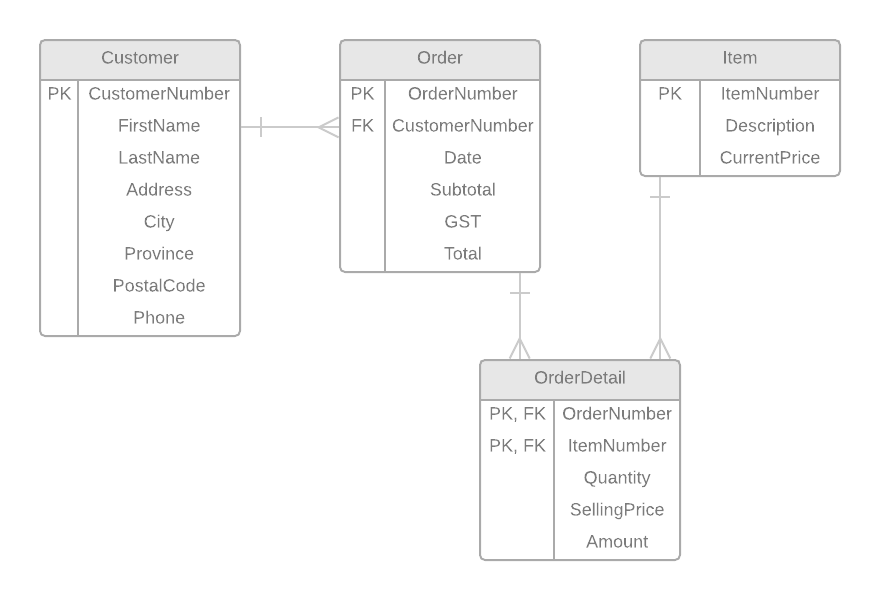 Customer
PK CustomerNumber
FirstName
LastName
Address
City
Province
PostalCode
Phone
Order
PK OrderNumber
FK CustomerNumber
Date
Subtotal
GST
Total
Item
PK ItemNumber
Description
CurrentPrice
OrderDetail
PK, FK OrderNumber
PK, FK ItemNumber
Quantity
SellingPrice
Amount